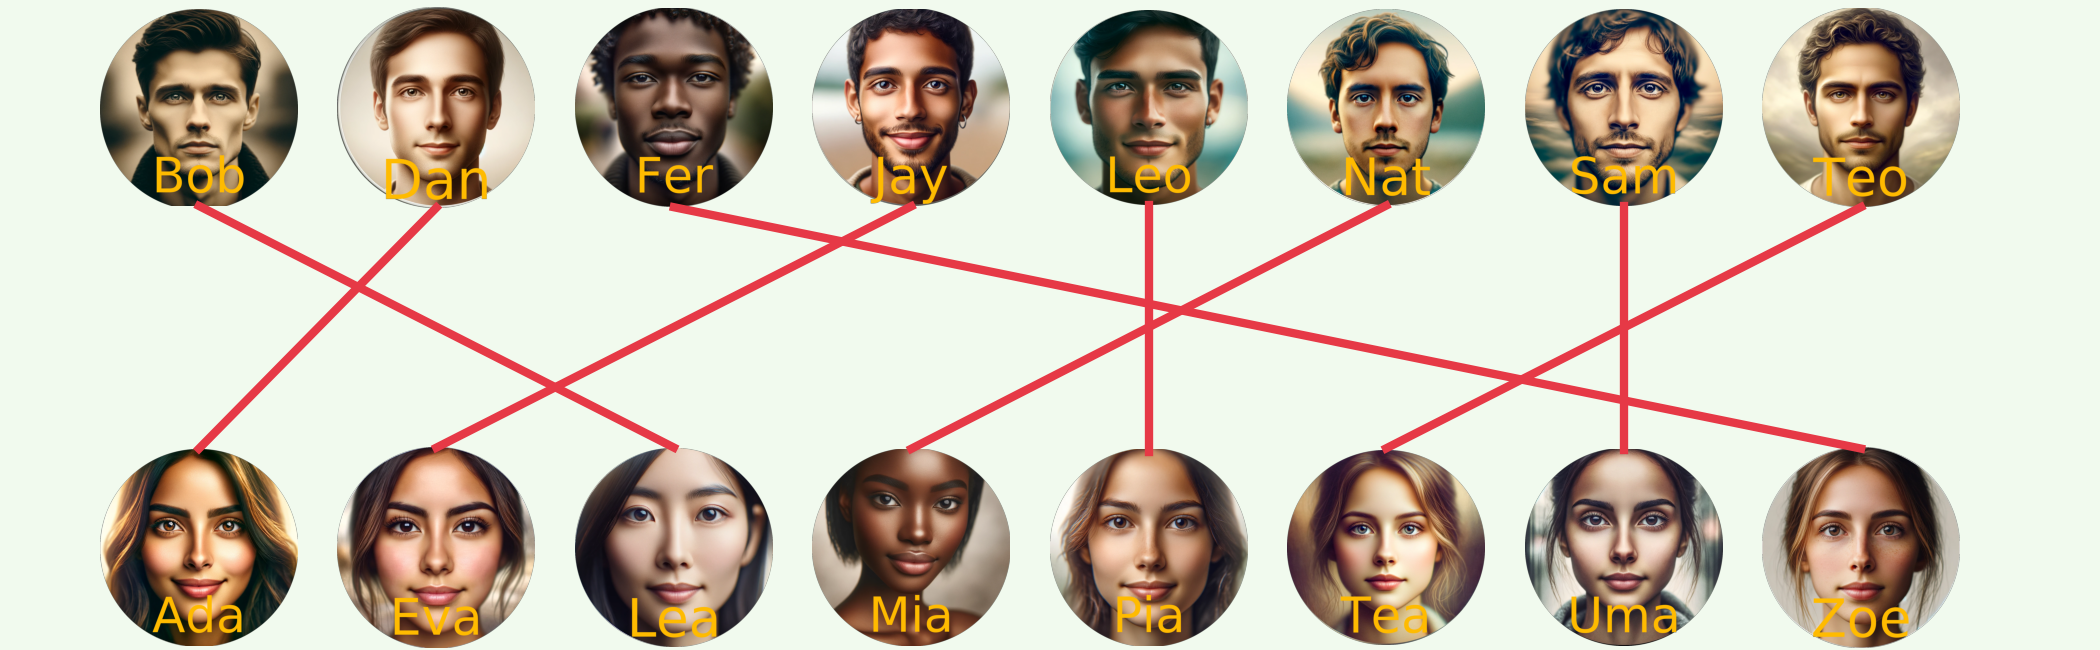 Bob Dan Fer Jay Leo Nat Sam Teo
Ada Eva Lea Mia Pia Tea Uma Zoe